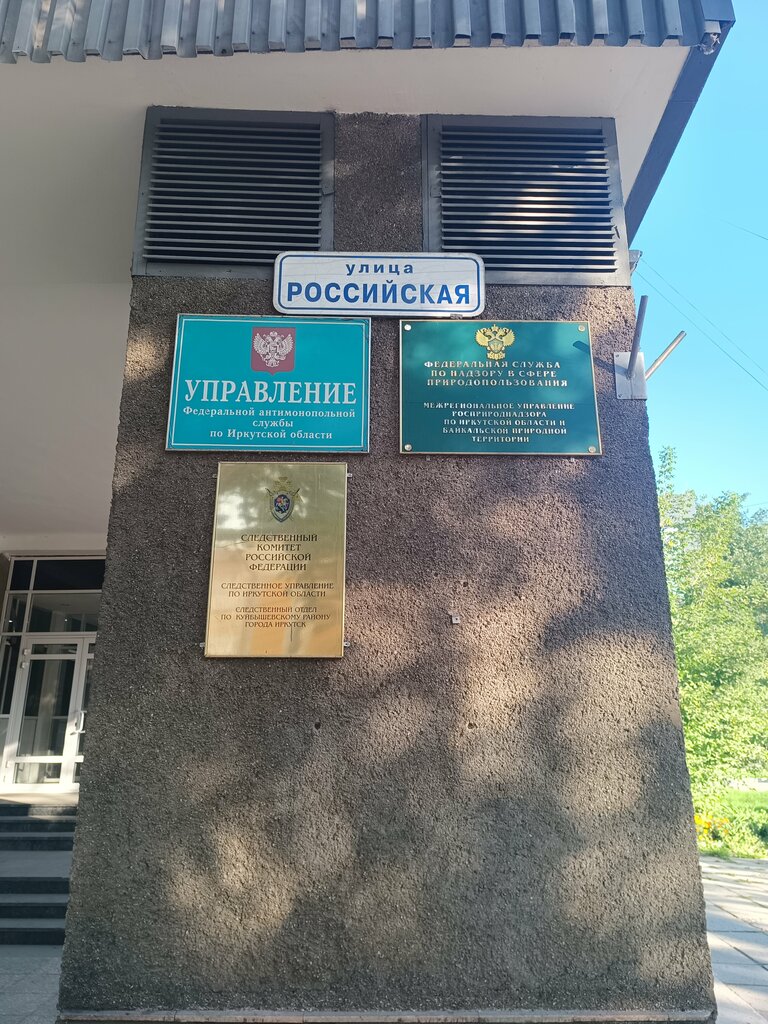 улица
РОССИЙСКАЯ
УПРАВЛЕНИЕ
Федеральной антимонопольной
службы
по Иркутской области
ФЕДЕРАЛЬНАЯ СЛУЖБА
ПО НАДЗОРУ В СФЕРЕ
ПРИРОДОПОЛЬЗОВАНИЯ
МЕЖРЕГИОНАЛЬНОЕ УПРАВЛЕНИЕ
РОСПРИРОДНАДЗОРА
ПО ИРКУТСКОЙ ОБЛАСТИ И
БАЙКАЛЬСКОЙ ПРИРОДНОЙ
ТЕРРИТОРИИ
СЛЕДСТВЕННЫЙ
КОМИТЕТ
РОССИЙСКОЙ
ФЕДЕРАЦИИ
СЛЕДСТВЕННОЕ УПРАВЛЕНИЕ
ПО ИРКУТСКОЙ ОБЛАСТИ
СЛЕДСТВЕННЫЙ ОТДЕЛ
ПО КУЙБЫШЕВСКОМУ РАЙОНУ
ГОРОДА ИРКУТСК